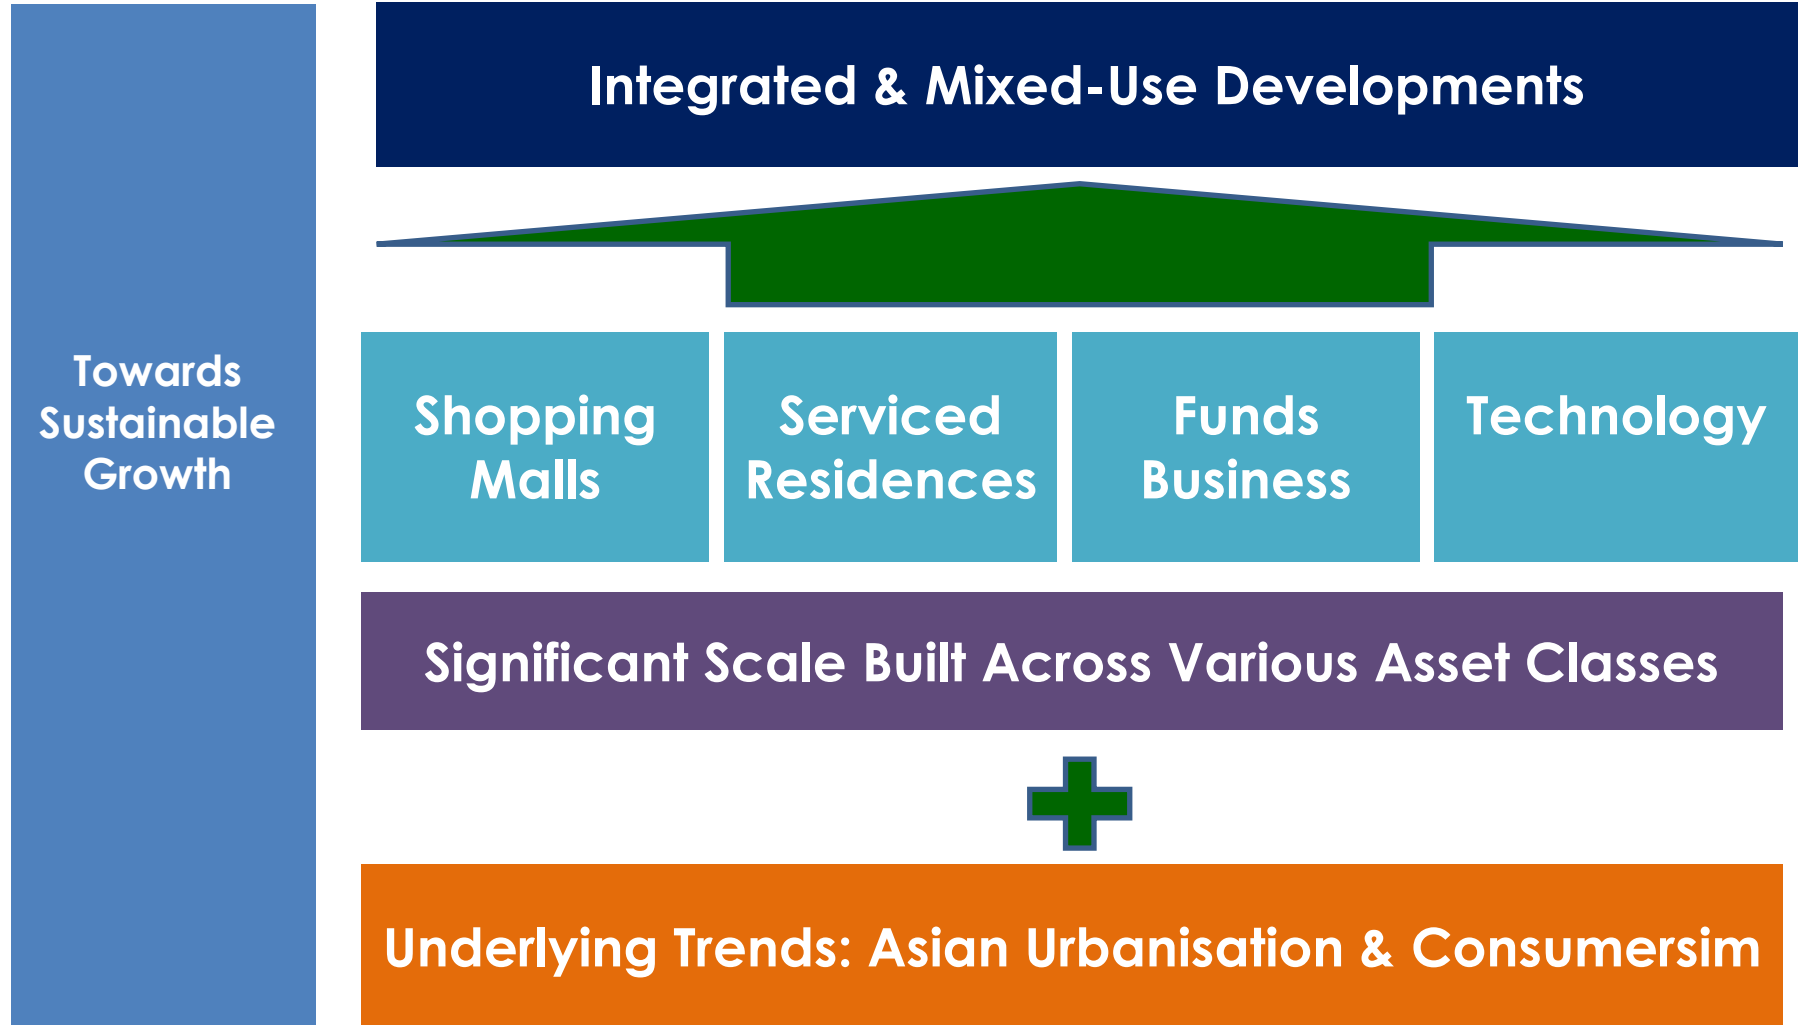 Towards
Sustainable
Growth
Integrated & Mixed-Use Developments
Shopping
Malls
Serviced
Residences
Funds
Business
Technology
Significant Scale Built Across Various Asset Classes
Underlying Trends: Asian Urbanisation & Consumersim